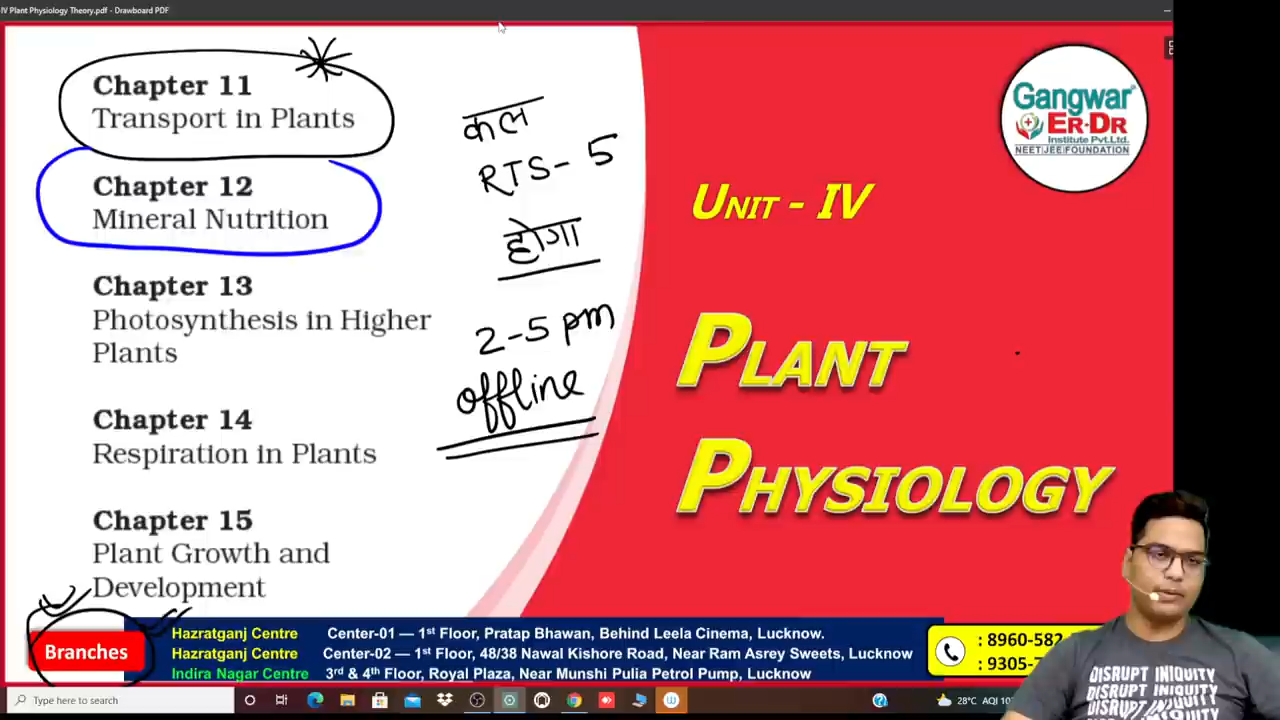 IV Plant Physiology Theory.pdf - Drawboard PDF
Chapter 11
Transport in Plants
Chapter 12
Mineral Nutrition
Chapter 13
Photosynthesis in Higher
Plants
Chapter 14
Respiration in Plants
Chapter 15
Plant Growth and
Development
कल
RTS- 5
होगा
2-5 pm
offline
Gangwar
ER-DR
Institute Pvt.Ltd.
NEET|JEE|FOUNDATION
UNIT - IV
PLANT
PHYSIOLOGY
Branches
Hazratganj Centre Center-01 — 1st Floor, Pratap Bhawan, Behind Leela Cinema, Lucknow.
Hazratganj Centre Center-02 — 1st Floor, 48/38 Nawal Kishore Road, Near Ram Asrey Sweets, Lucknow
Indira Nagar Centre 3rd & 4th Floor, Royal Plaza, Near Munshi Pulia Petrol Pump, Lucknow
: 8960-582
: 9305-7
DISRUPT INIQUITY
DISRUPT INIQUITY
DISRUPT INIQUITY
Type here to search
28°C AQI 10